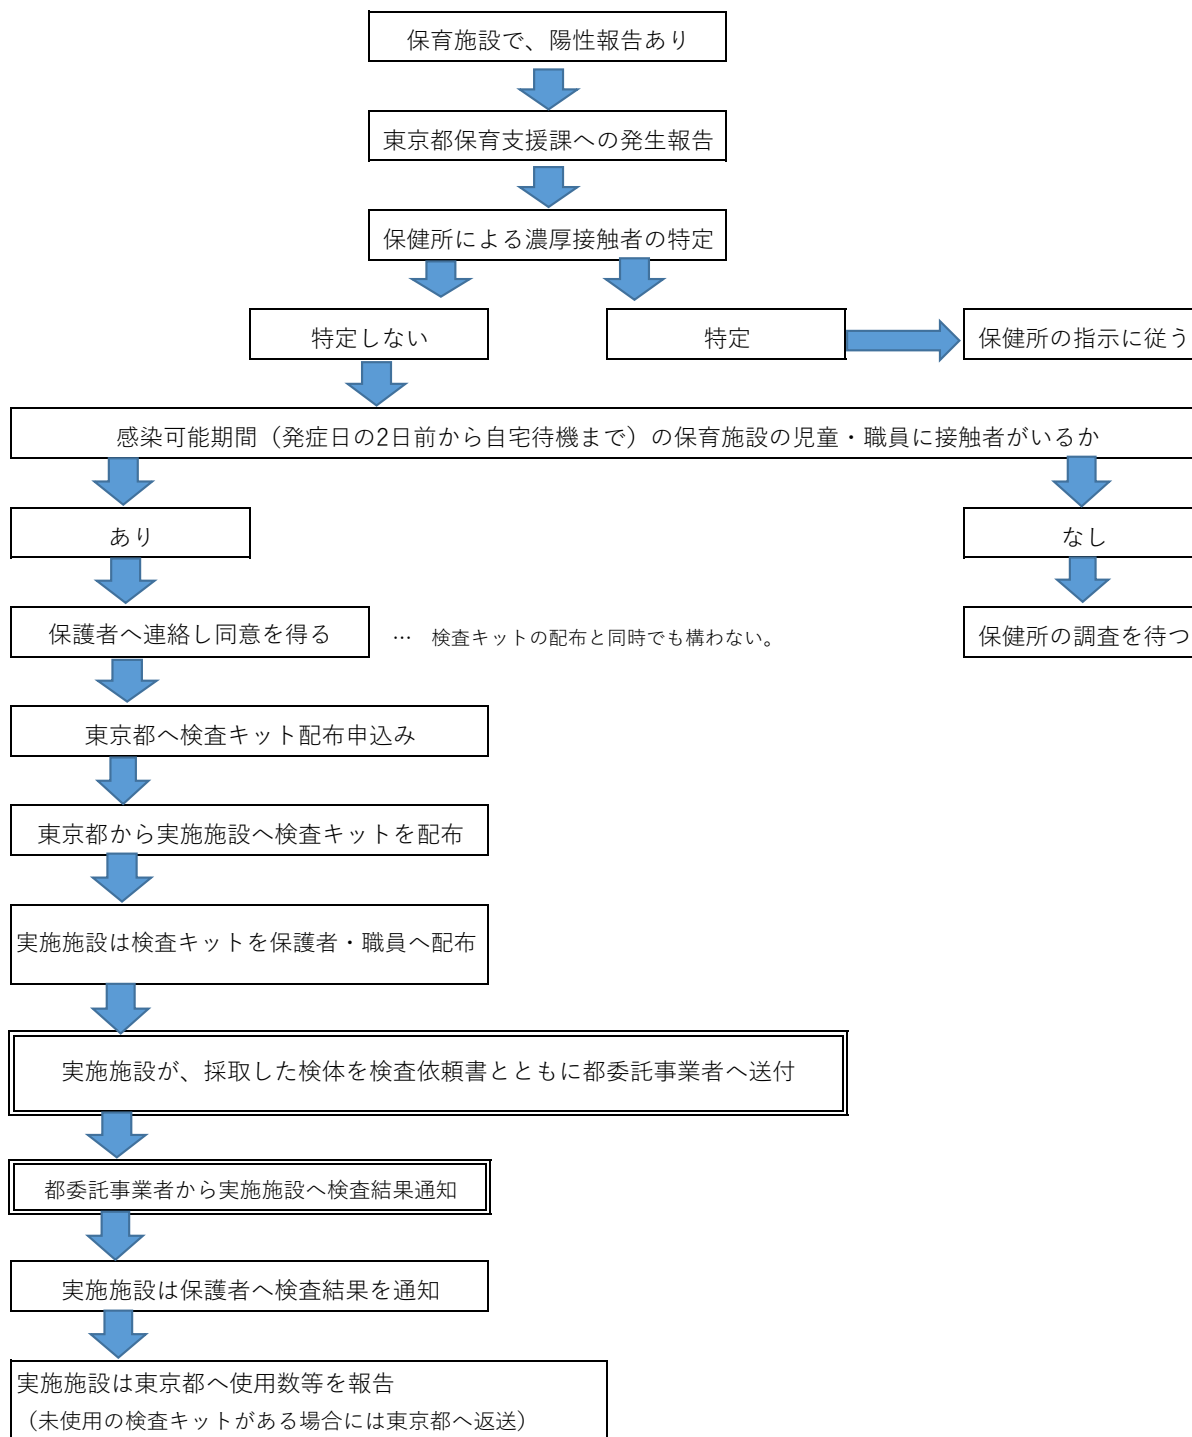 保育施設で、陽性報告あり
東京都保育支援課への発生報告
保健所による濃厚接触者の特定
特定しない
特定
保健所の指示に従う
感染可能期間（発症日の2日前から自宅待機まで）の保育施設の児童・職員に接触者がいるか
あり
なし
保護者へ連絡し同意を得る
… 検査キットの配布と同時でも構わない。
保健所の調査を待つ
東京都へ検査キット配布申込み
東京都から実施施設へ検査キットを配布
実施施設は検査キットを保護者・職員へ配布
実施施設が、採取した検体を検査依頼書とともに都委託事業者へ送付
都委託事業者から実施施設へ検査結果通知
実施施設は保護者へ検査結果を通知
実施施設は東京都へ使用数等を報告
（未使用の検査キットがある場合には東京都へ返送）